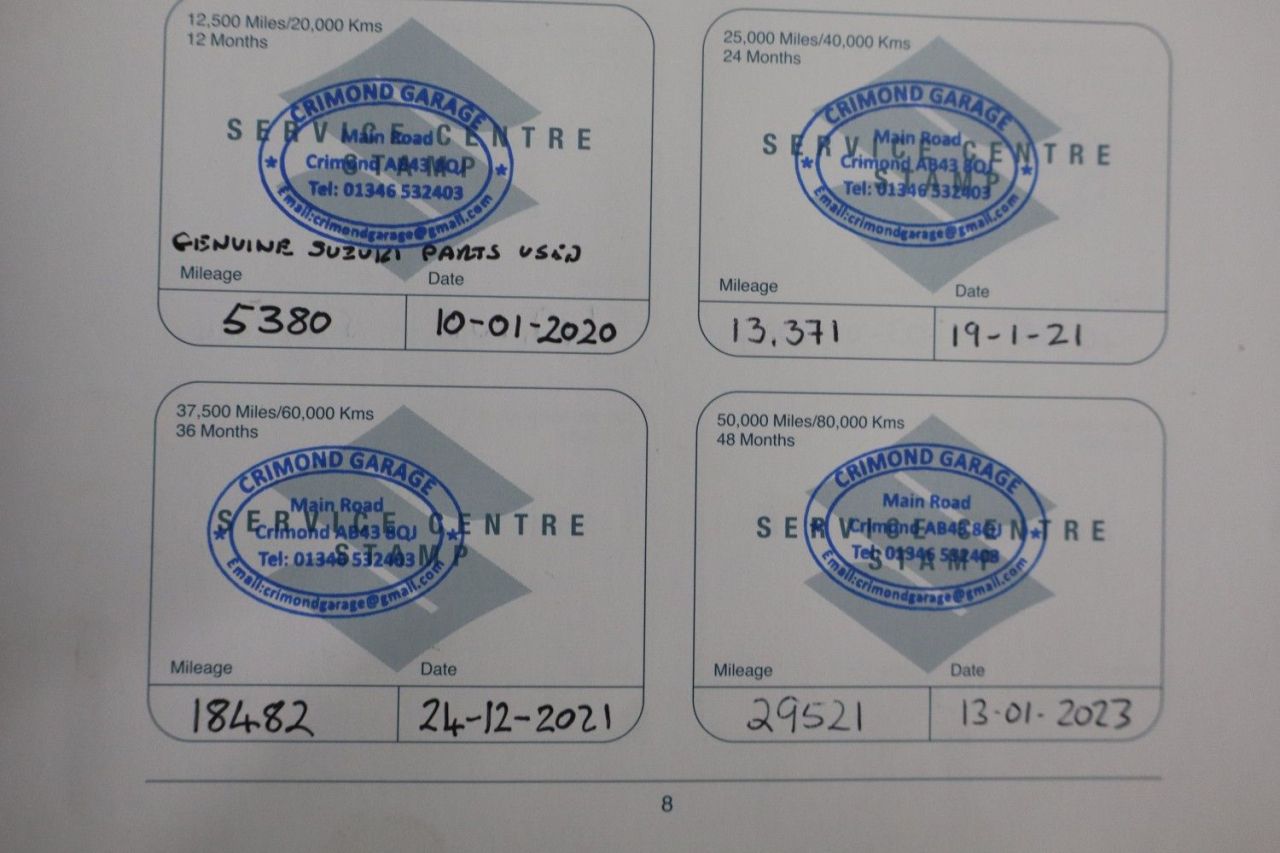 12,500 Miles/20,000 Kms
12 Months
CRIMOND GARAGE
Main Road
SERVICE CENTRE
Crimond AB43 8QJ
STAMP
Tel: 01346 532403
Email:crimondgarage@gmail.com
GENUINE SUZUKI PARTS USED
Mileage Date
5380 10-01-2020
25,000 Miles/40,000 Kms
24 Months
CRIMOND GARAGE
Main Road
SERVICE CENTRE
Crimond AB43 8QJ
STAMP
Tel: 01346 532403
Email:crimondgarage@gmail.com
Mileage Date
13,371 19-1-21
37,500 Miles/60,000 Kms
36 Months
CRIMOND GARAGE
Main Road
SERVICE CENTRE
Crimond AB43 8QJ
STAMP
Tel: 01346 532403
Email:crimondgarage@gmail.com
Mileage Date
18482 24-12-2021
50,000 Miles/80,000 Kms
48 Months
CRIMOND GARAGE
Main Road
SERVICE CENTRE
Crimond AB43 8QJ
STAMP
Tel: 01346 532403
Email:crimondgarage@gmail.com
Mileage Date
29521 13-01-2023
8